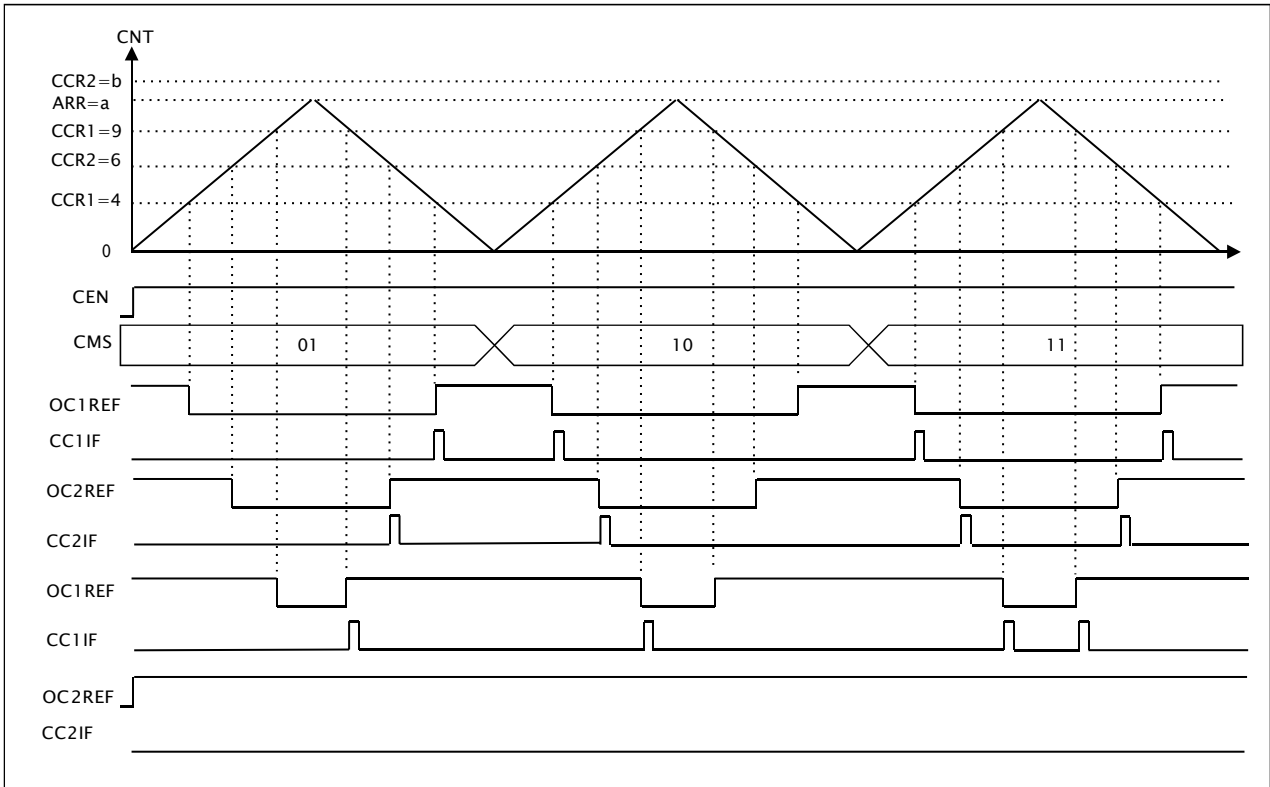 CNT
CCR2=b
ARR=a
CCR1=9
CCR2=6
CCR1=4
0
CEN
CMS 01 10 11
OC1REF
CC1IF
OC2REF
CC2IF
OC1REF
CC1IF
OC2REF
CC2IF